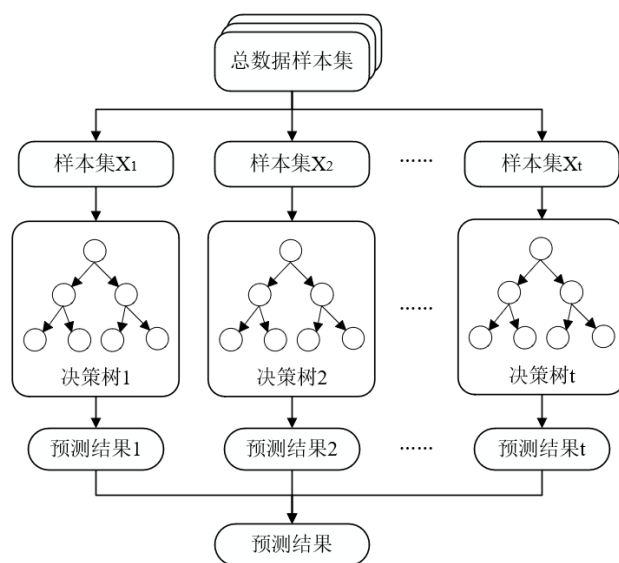 总数据样本集
样本集X1
样本集X2
······
样本集Xt
决策树1
决策树2
······
决策树t
预测结果1
预测结果2
······
预测结果t
预测结果